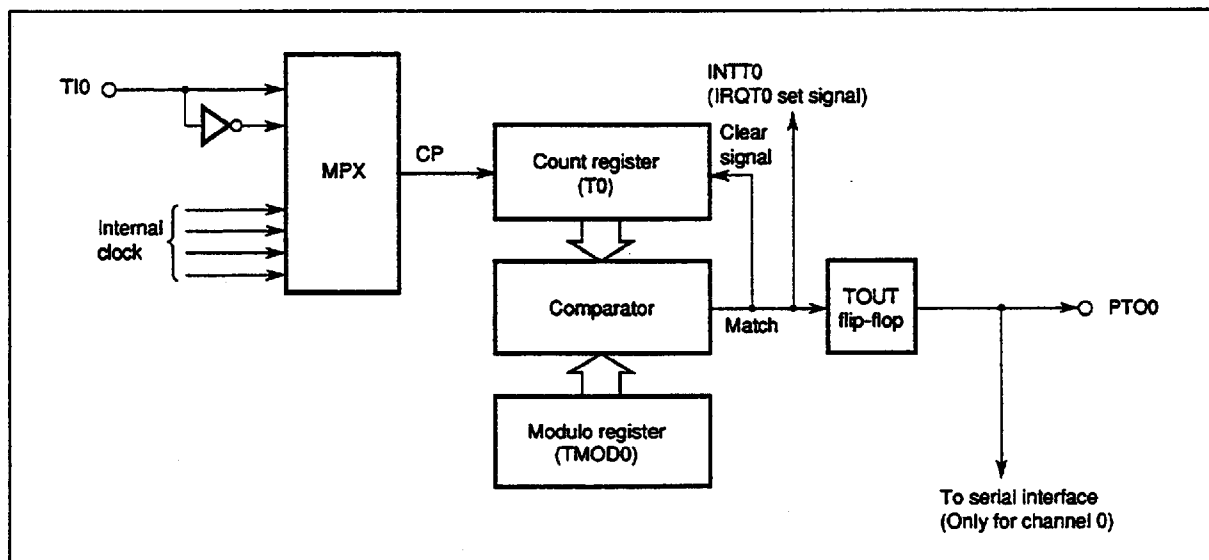 TI0
MPX
Internal
clock
CP
Count register
(T0)
Clear
signal
INTT0
(IRQT0 set signal)
Comparator
Match
TOUT
flip-flop
PTO0
Modulo register
(TMOD0)
To serial interface
(Only for channel 0)